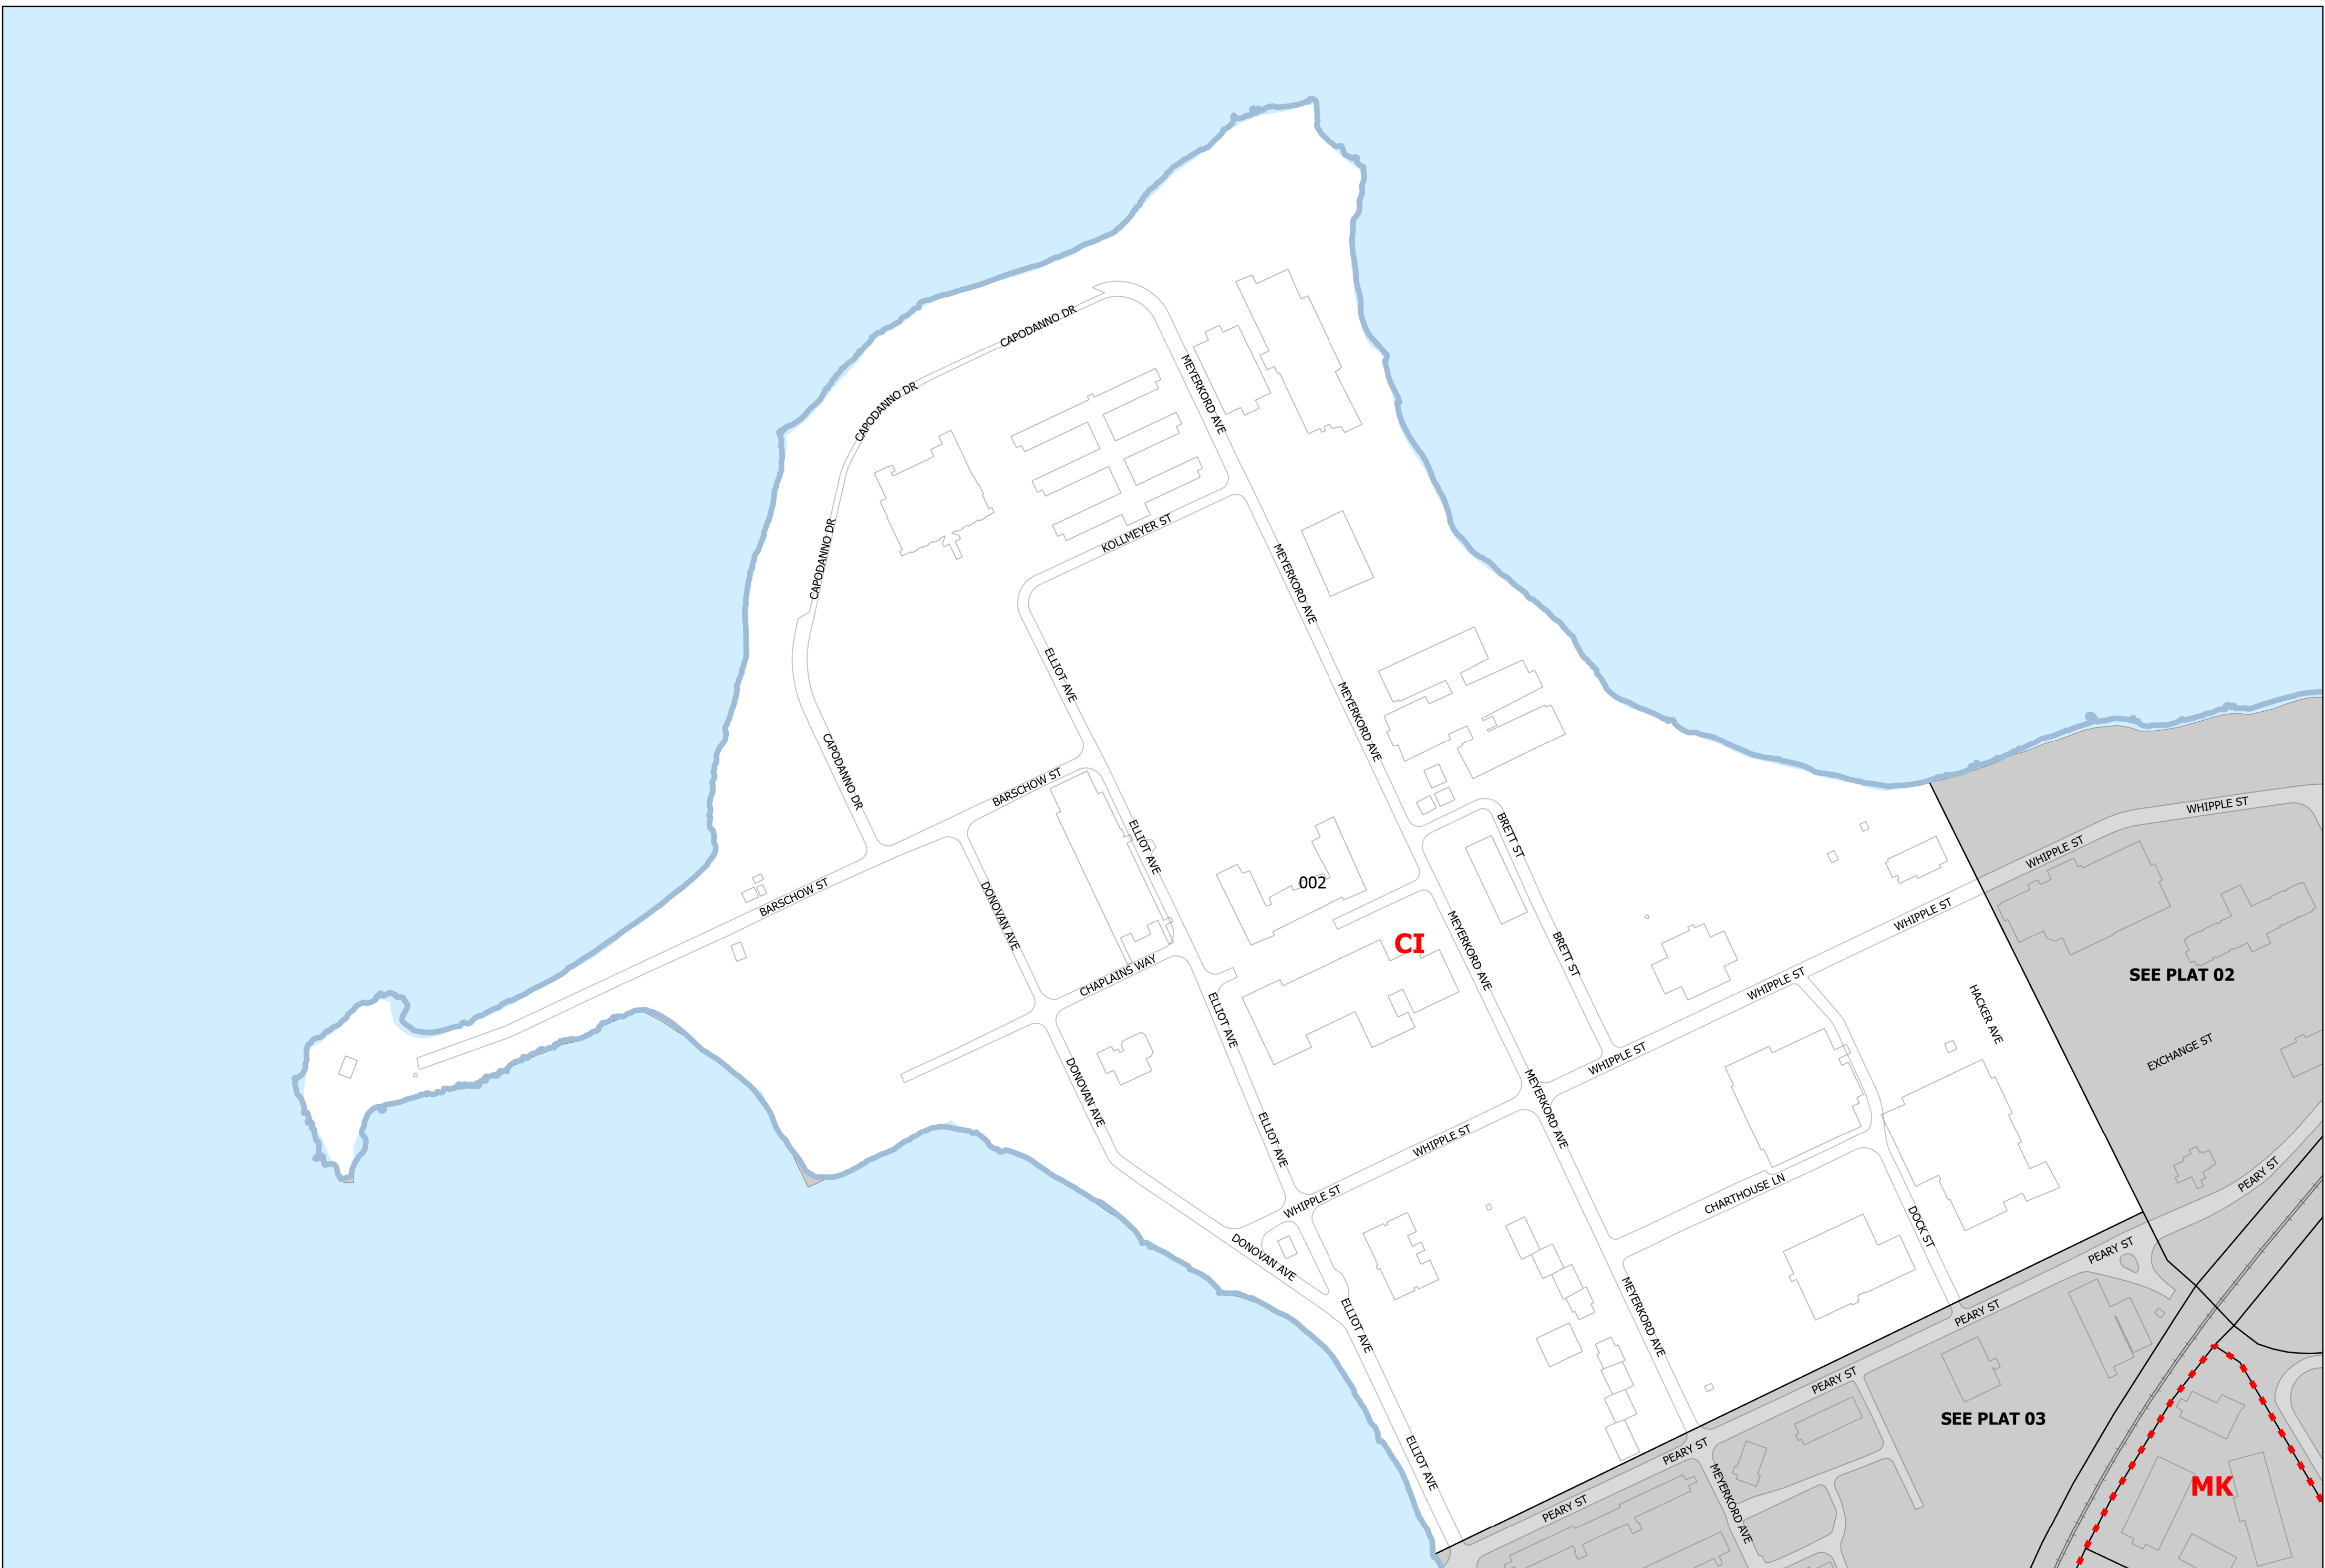 CAPODANNO DR
MEYERKORD AVE
CAPODANNO DR
KOLLMEYER ST
CAPODANNO DR
MEYERKORD AVE
ELLIOT AVE
MEYERKORD AVE
CAPODANNO DR
BARSCHOW ST
WHIPPLE ST
BRETT ST
ELLIOT AVE
WHIPPLE ST
002
BARSCHOW ST
DONOVAN AVE
WHIPPLE ST
CI
MEYERKORD AVE
BRETT ST
CHAPLAINS WAY
SEE PLAT 02
WHIPPLE ST
HACKER AVE
ELLIOT AVE
EXCHANGE ST
WHIPPLE ST
DONOVAN AVE
MEYERKORD AVE
ELLIOT AVE
WHIPPLE ST
PEARY ST
CHARTHOUSE LN
WHIPPLE ST
DOCK ST
PEARY ST
DONOVAN AVE
PEARY ST
MEYERKORD AVE
ELLIOT AVE
PEARY ST
SEE PLAT 03
PEARY ST
ELLIOT AVE
MK
MEYERKORD AVE
PEARY ST